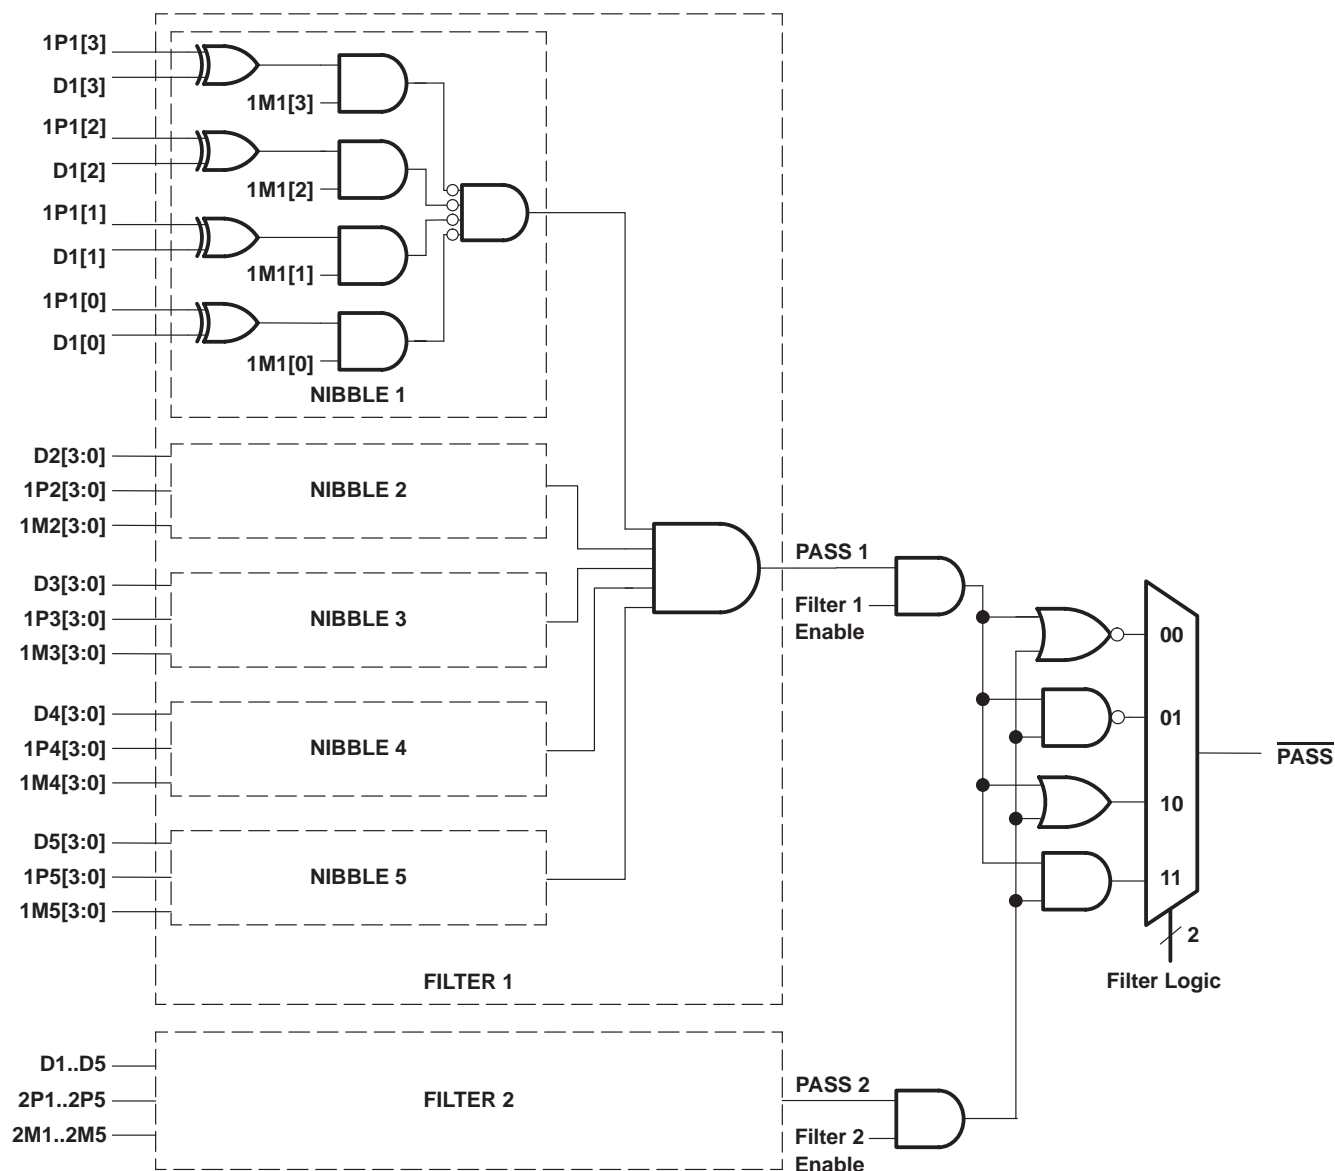 1P1[3]
D1[3]
1M1[3]
1P1[2]
D1[2]
1M1[2]
1P1[1]
D1[1]
1M1[1]
1P1[0]
D1[0]
1M1[0]
NIBBLE 1
D2[3:0]
1P2[3:0]
1M2[3:0]
NIBBLE 2
D3[3:0]
1P3[3:0]
1M3[3:0]
NIBBLE 3
D4[3:0]
1P4[3:0]
1M4[3:0]
NIBBLE 4
D5[3:0]
1P5[3:0]
1M5[3:0]
NIBBLE 5
FILTER 1
PASS 1
Filter 1
Enable
00
01
10
11
PASS
2
Filter Logic
D1..D5
2P1..2P5
2M1..2M5
FILTER 2
PASS 2
Filter 2
Enable